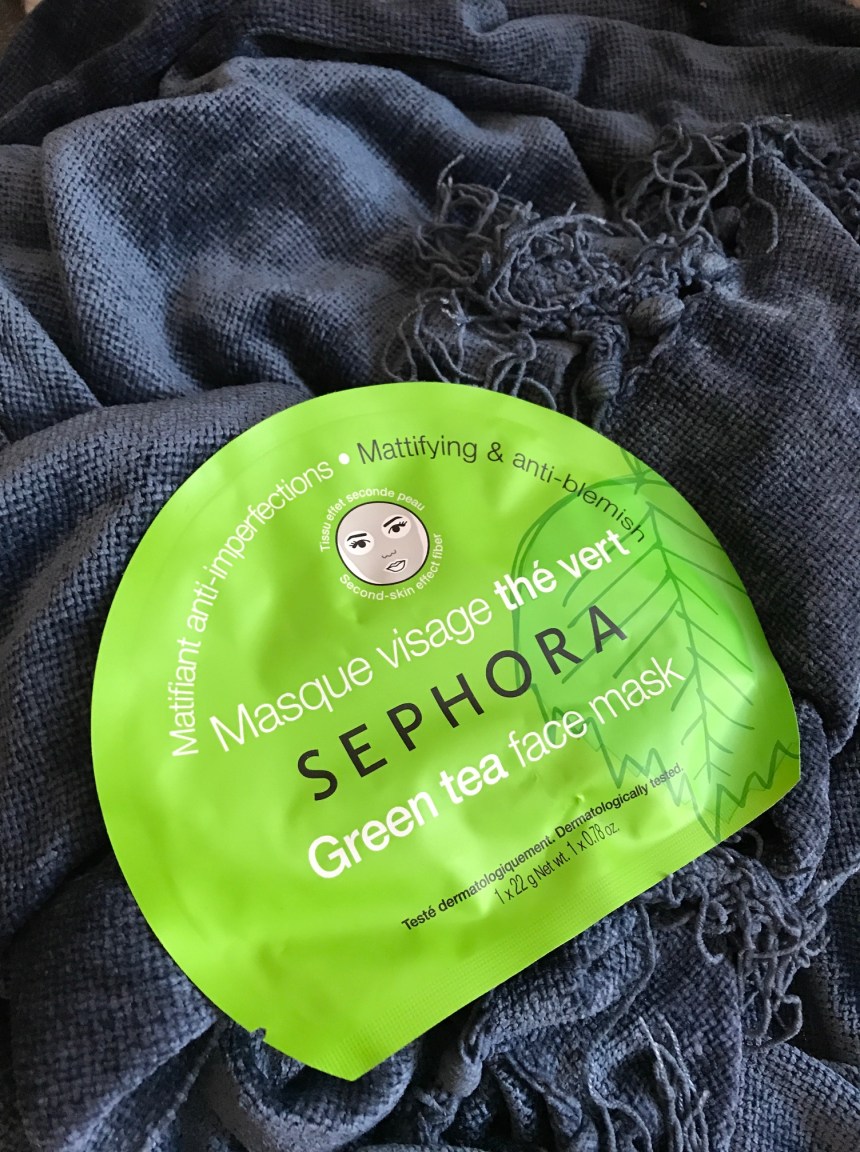 Matifiant anti-imperfections • Mattifying & anti-blemish
Tissu effet seconde peau
Second-skin effect fiber
Masque visage thé vert
SEPHORA
Green tea face mask
Testé dermatologiquement. Dermatologically tested.
1 x 22 g Net wt. 1 x 0.78 oz.